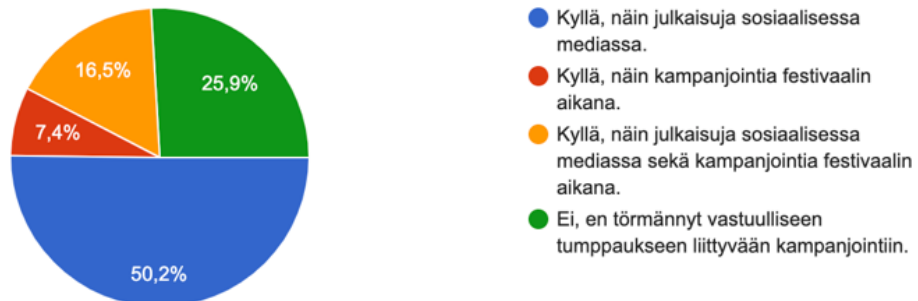 16,5%
25,9%
7,4%
50,2%
Kyllä, näin julkaisuja sosiaalisessa
mediassa.
Kyllä, näin kampanjointia festivaalin
aikana.
Kyllä, näin julkaisuja sosiaalisessa
mediassa sekä kampanjointia festivaalin
aikana.
Ei, en törmännyt vastuulliseen
tumppaukseen liittyvään kampanjointiin.